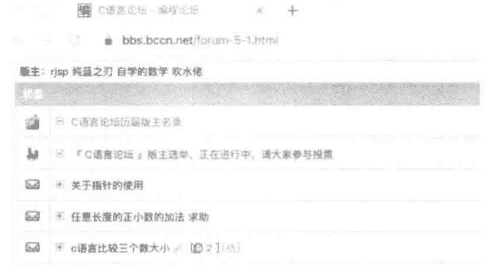 C语言论坛 - 编程论坛
bbs.bccn.net/forum-5-1.html
版主：rjsp 纯蓝之刃 自学的数学 吹水佬
C语言论坛历届版主名录
『 C语言论坛 』版主选举，正在进行中，请大家参与投票
关于指针的使用
任意长度的正小数的加法 求助
c语言比较三个数大小 [ 2 ]